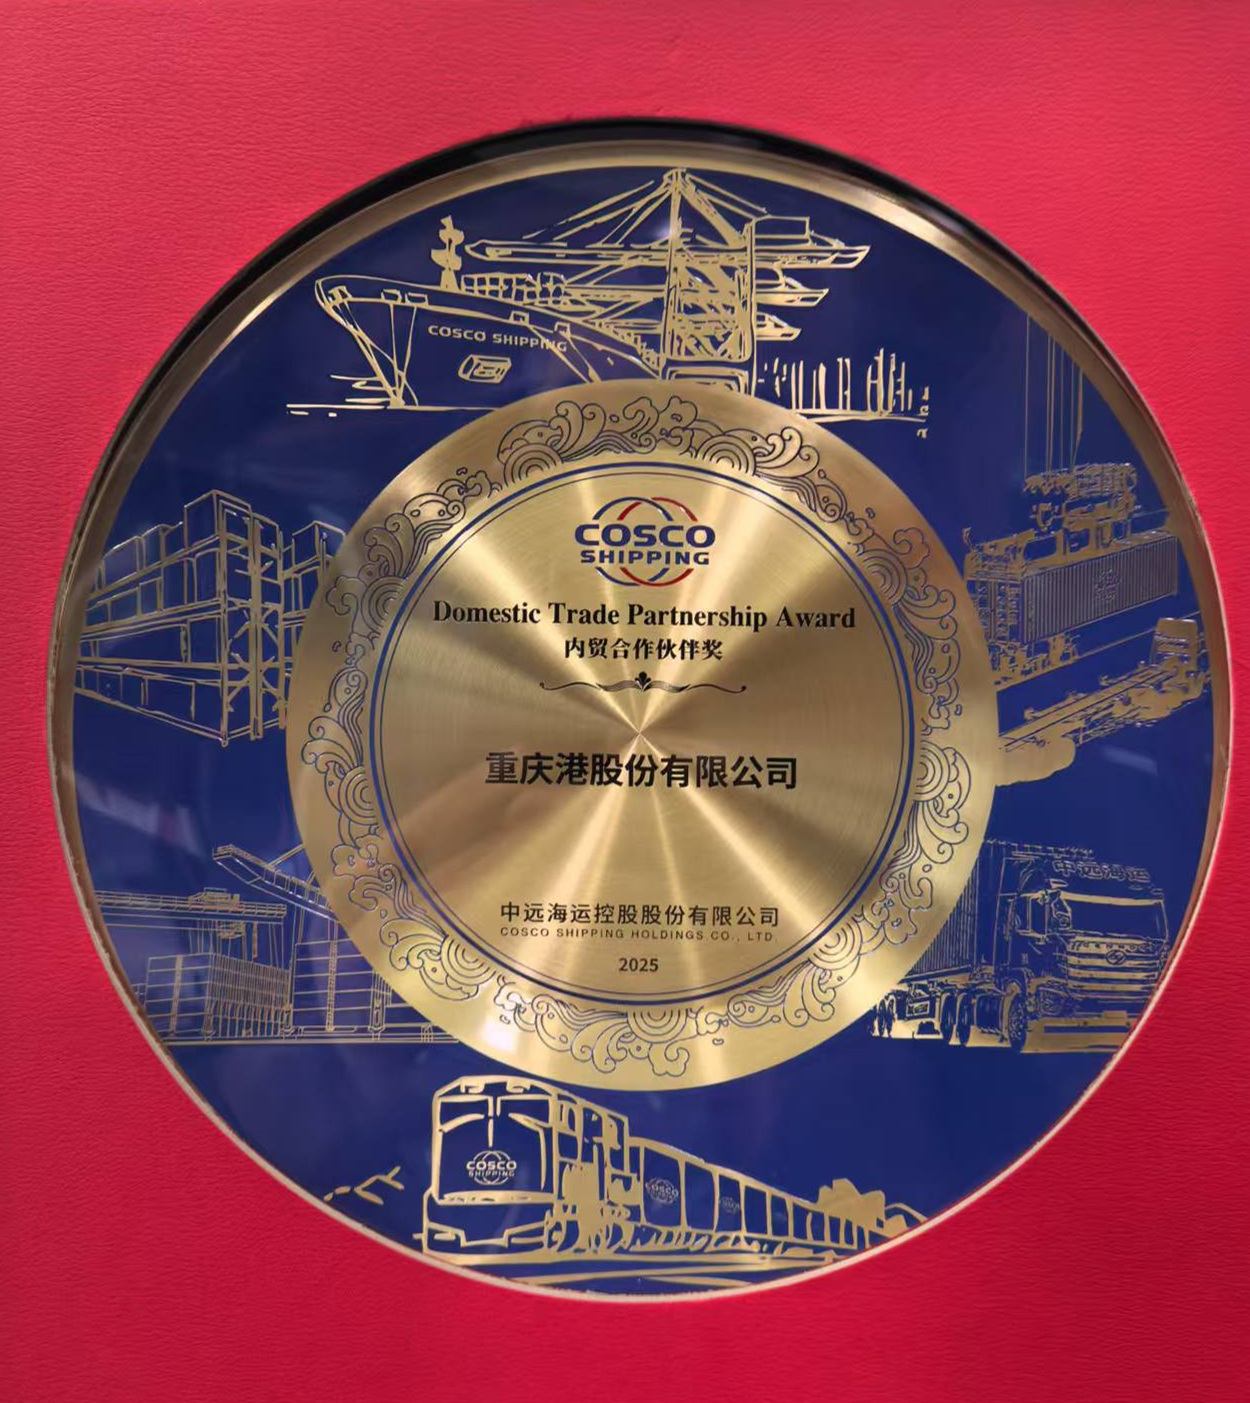 COSCO SHIPPING
COSCO
SHIPPING
Domestic Trade Partnership Award
内贸合作伙伴奖
重庆港股份有限公司
中远海运控股股份有限公司
COSCO SHIPPING HOLDINGS CO., LTD.
2025
中远海运
COSCO
SHIPPING
COSCO
SHIPPING